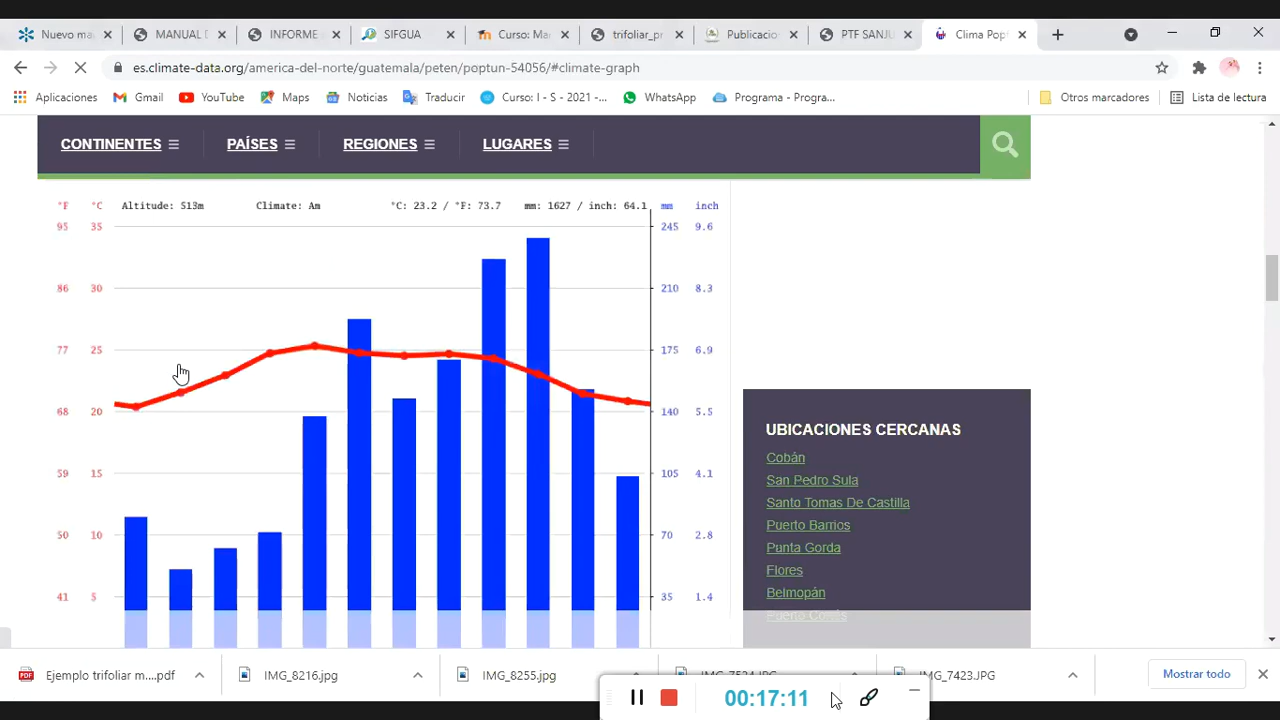 Nuevo ma
MANUAL D
INFORME
SIFGUA
Curso: Ma
trifoliar_pr
Publicacio
PTF SANJU
Clima Popt
es.climate-data.org/america-del-norte/guatemala/peten/poptun-54056/#climate-graph
Aplicaciones
Gmail
YouTube
Maps
Noticias
Traducir
Curso: I - S - 2021 -...
WhatsApp
Programa - Progra...
Otros marcadores
Lista de lectura
CONTINENTES
PAÍSES
REGIONES
LUGARES
°F °C Altitude: 513m Climate: Am °C: 23.2 / °F: 73.7 mm: 1627 / inch: 64.1 mm inch
95 35 245 9.6
86 30 210 8.3
77 25 175 6.9
68 20 140 5.5
59 15 105 4.1
50 10 70 2.8
41 5 35 1.4
UBICACIONES CERCANAS
Cobán
San Pedro Sula
Santo Tomas De Castilla
Puerto Barrios
Punta Gorda
Flores
Belmopán
Puerto Cortés
Ejemplo trifoliar m....pdf
IMG_8216.jpg
IMG_8255.jpg
IMG_7423.JPG
Mostrar todo
00:17:11